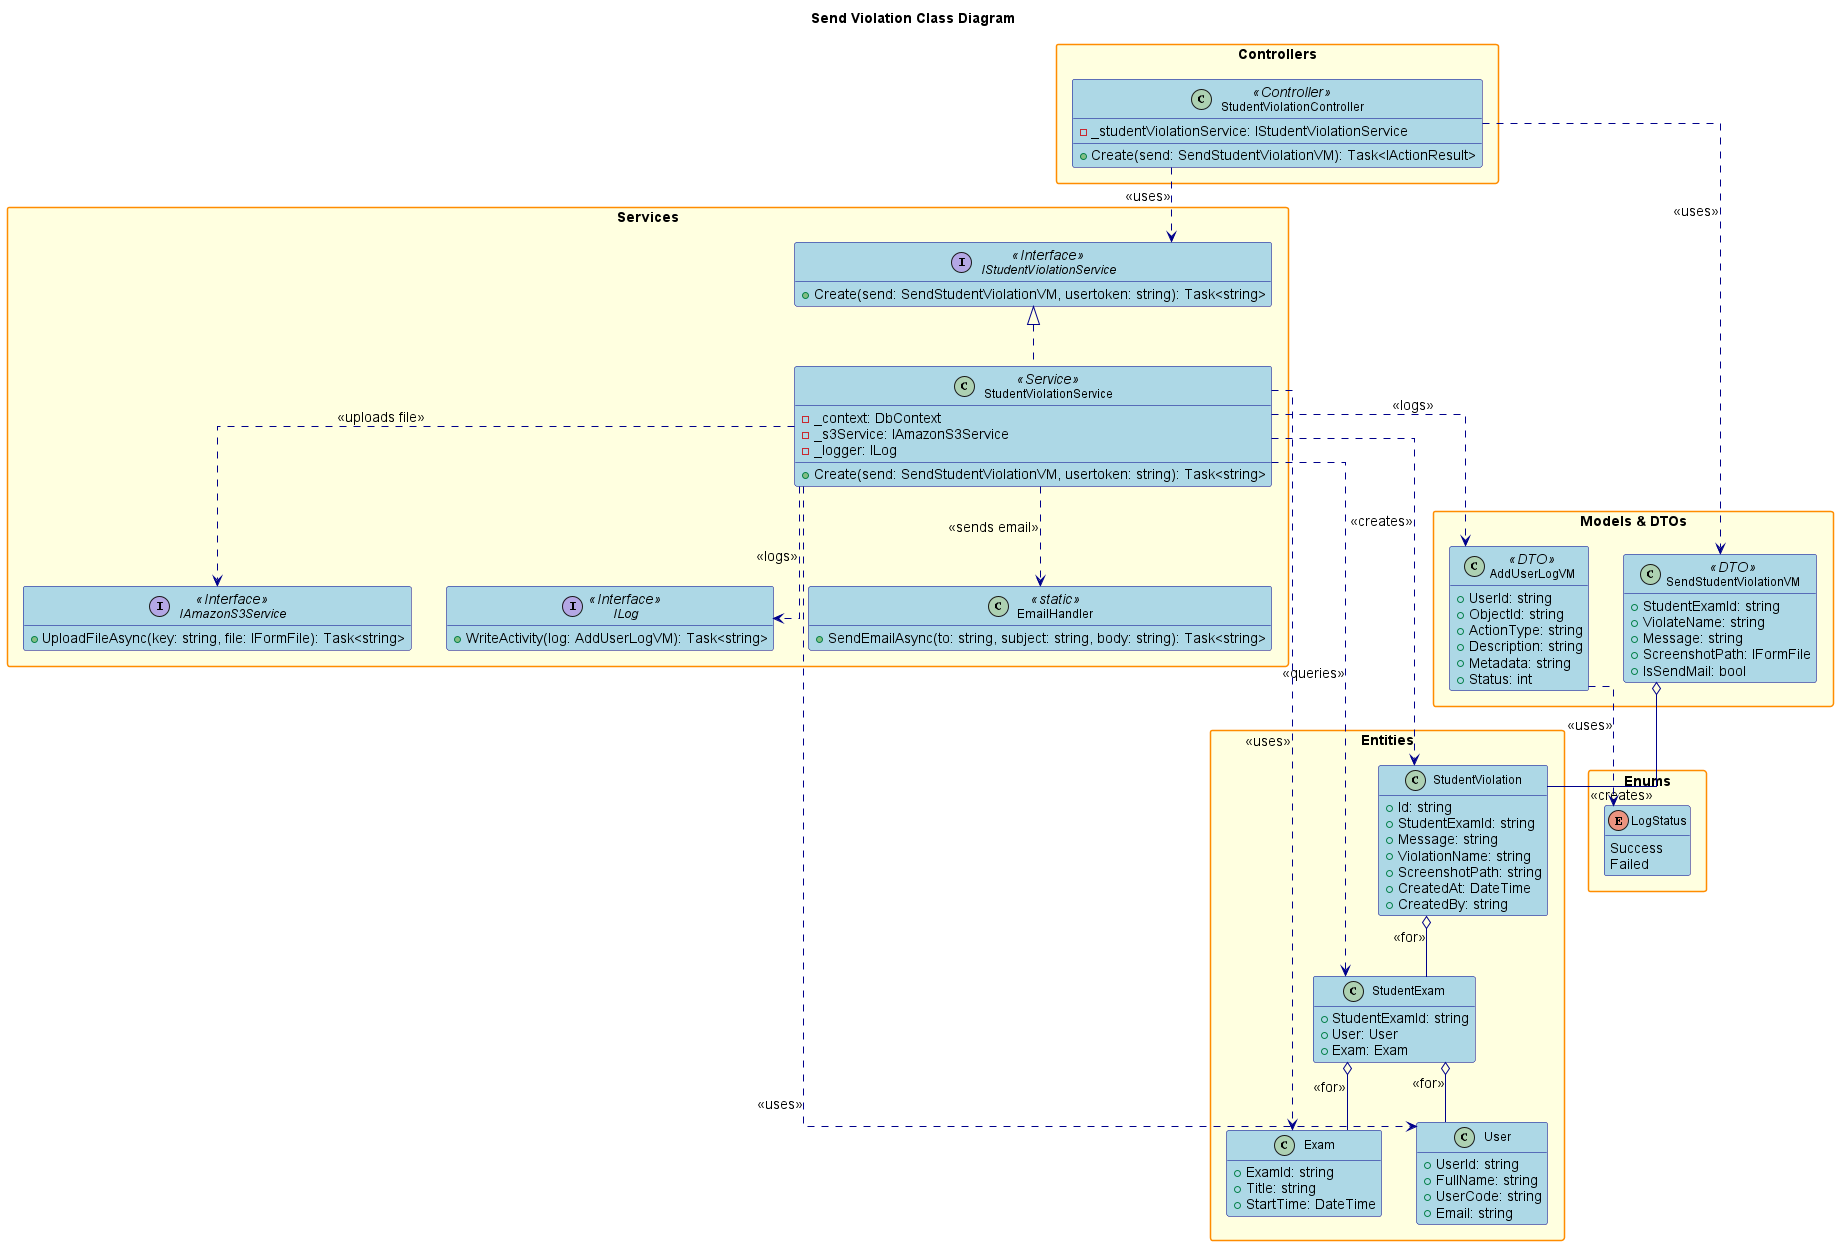 Send Violation Class Diagram
Controllers
«Controller»
C
StudentViolationController
_studentViolationService: IStudentViolationService
Create(send: SendStudentViolationVM): Task<IActionResult>
«uses»
«uses»
Services
«Interface»
I
IStudentViolationService
Create(send: SendStudentViolationVM, usertoken: string): Task<string>
«Service»
C
StudentViolationService
_context: DbContext
_s3Service: IAmazonS3Service
_logger: ILog
Create(send: SendStudentViolationVM, usertoken: string): Task<string>
«uploads file»
«logs»
«creates»
«sends email»
«logs»
«Interface»
I
IAmazonS3Service
UploadFileAsync(key: string, file: IFormFile): Task<string>
«Interface»
I
ILog
WriteActivity(log: AddUserLogVM): Task<string>
«static»
C
EmailHandler
SendEmailAsync(to: string, subject: string, body: string): Task<string>
Models & DTOs
«DTO»
C
AddUserLogVM
UserId: string
ObjectId: string
ActionType: string
Description: string
Metadata: string
Status: int
«DTO»
C
SendStudentViolationVM
StudentExamId: string
ViolateName: string
Message: string
ScreenshotPath: IFormFile
IsSendMail: bool
«queries»
«uses»
«uses»
«creates»
Enums
E
LogStatus
Success
Failed
Entities
C
StudentViolation
Id: string
StudentExamId: string
Message: string
ViolationName: string
ScreenshotPath: string
CreatedAt: DateTime
CreatedBy: string
«for»
C
StudentExam
StudentExamId: string
User: User
Exam: Exam
«for»
«for»
«uses»
C
Exam
ExamId: string
Title: string
StartTime: DateTime
C
User
UserId: string
FullName: string
UserCode: string
Email: string